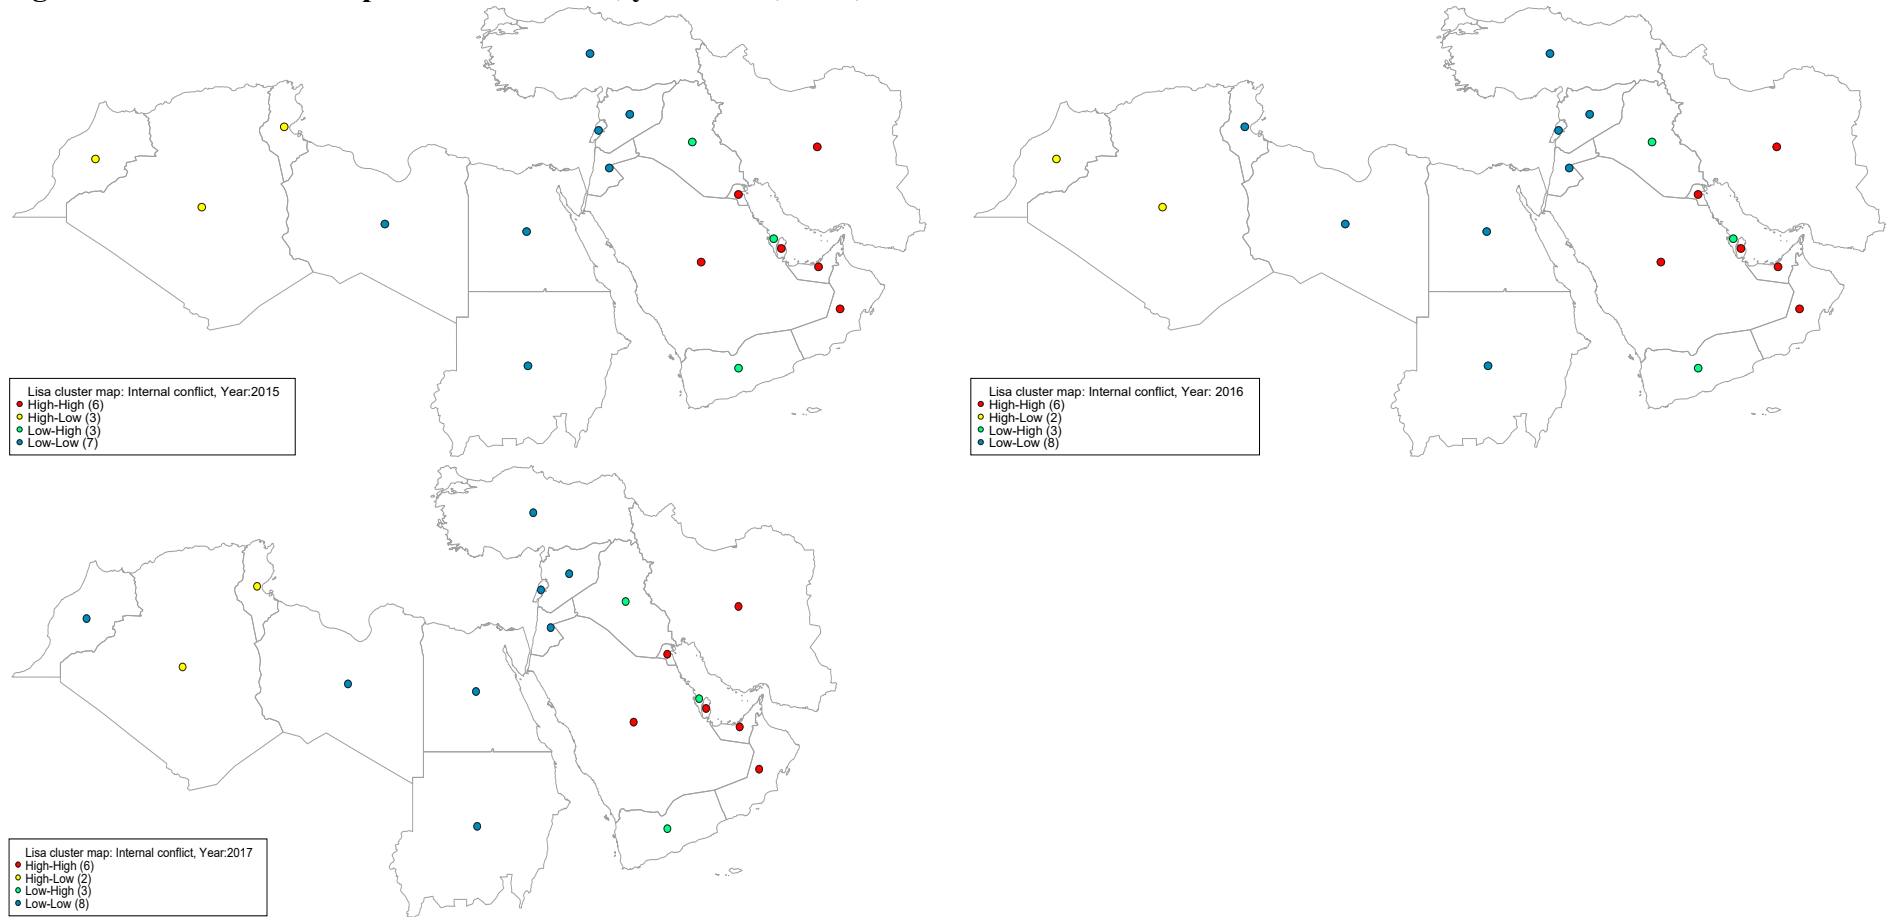 Lisa cluster map: Internal conflict, Year:2015
High-High (6)
High-Low (3)
Low-High (3)
Low-Low (7)
Lisa cluster map: Internal conflict, Year: 2016
High-High (6)
High-Low (2)
Low-High (3)
Low-Low (8)
Lisa cluster map: Internal conflict, Year:2017
High-High (6)
High-Low (2)
Low-High (3)
Low-Low (8)